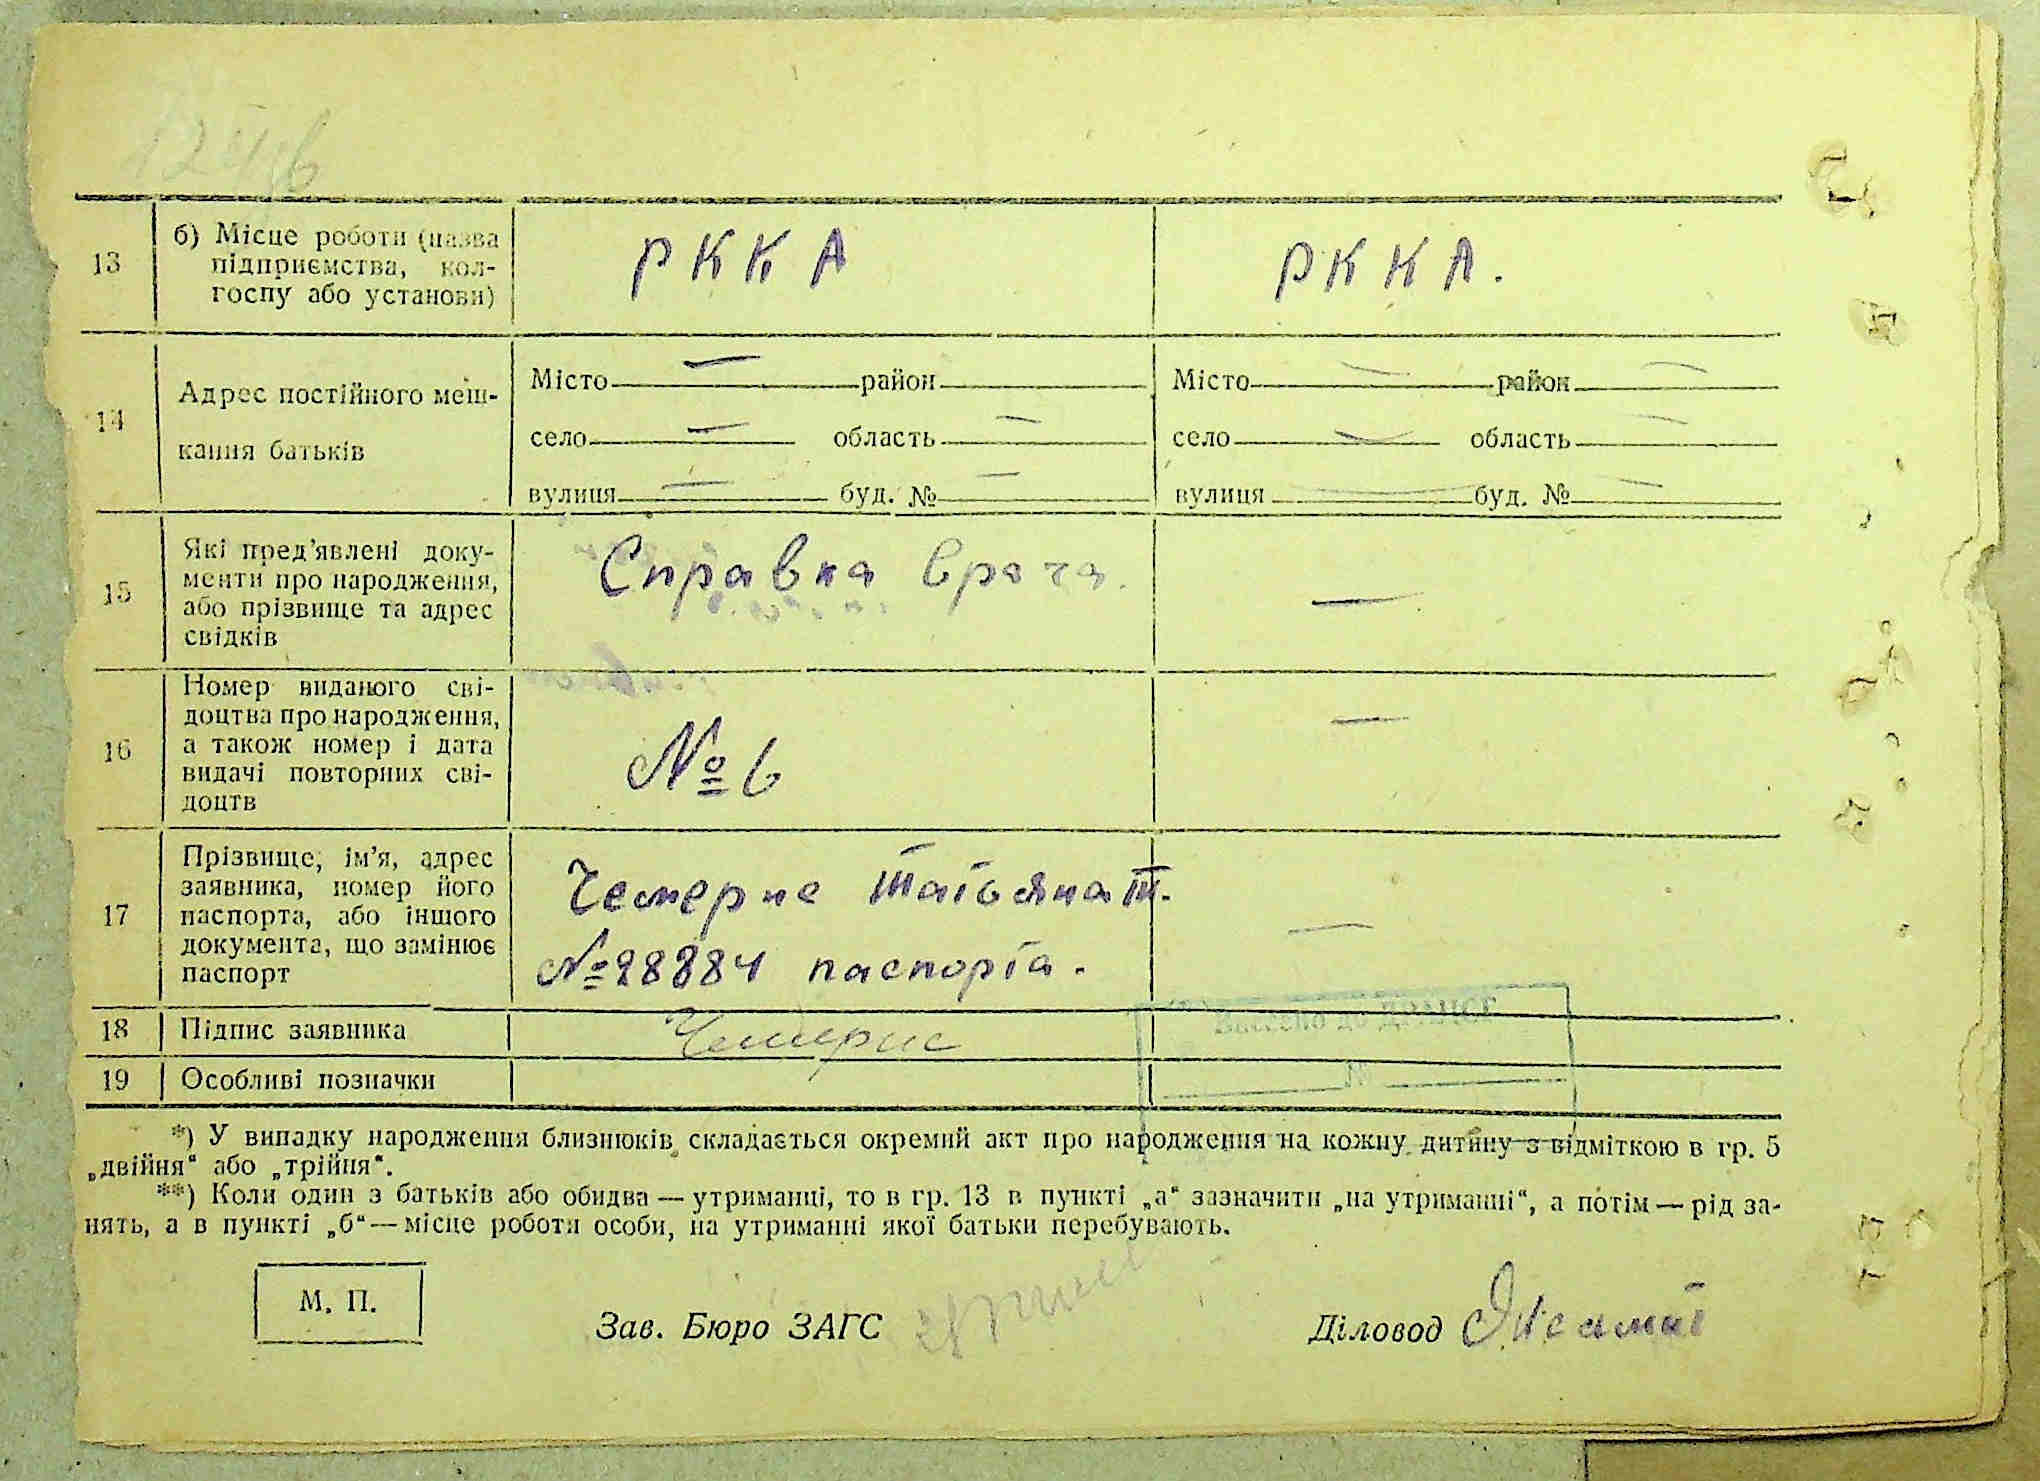 13
б) Місце роботи (назва
підприємства, кол-
госпу або установи)
РККА
РККА.
14
Адрес постійного меш-
кання батьків
Місто — район
село — область —
вулиця — буд. № —
Місто — район —
село — область —
вулиця — буд. № —
15
Які пред'явлені доку-
менти про народження,
або прізвище та адрес
свідків
Справка врача.
—
16
Номер виданого сві-
доцтва про народження,
а також номер і дата
видачі повторних сві-
доцтв
№ 6
—
17
Прізвище, ім'я, адрес
заявника, номер його
паспорта, або іншого
документа, що замінює
паспорт
Чемерис Татьяна Т.
№28884 паспорта.
—
18
Підпис заявника
Чемерис
19
Особливі позначки
*) У випадку народження близнюків складається окремий акт про народження на кожну дитину з відміткою в гр. 5
„двійня" або „трійня".
**) Коли один з батьків або обидва — утриманці, то в гр. 13 в пункті „а" зазначити „на утриманні", а потім — рід за-
нять, а в пункті „б" — місце роботи особи, на утриманні якої батьки перебувають.
М. П.
Зав. Бюро ЗАГС
Діловод